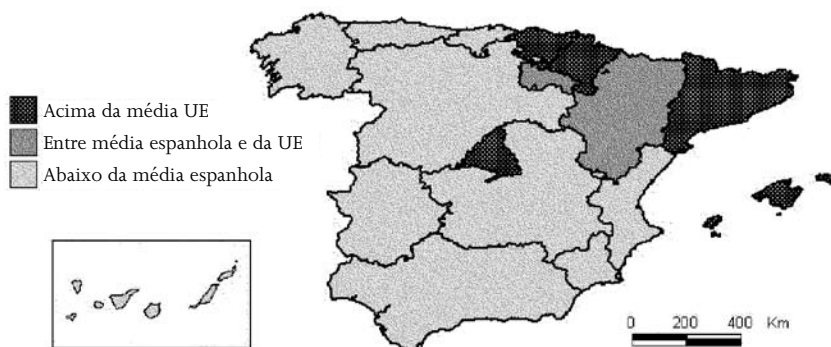 Acima da média UE
Entre média espanhola e da UE
Abaixo da média espanhola
0 200 400 Km